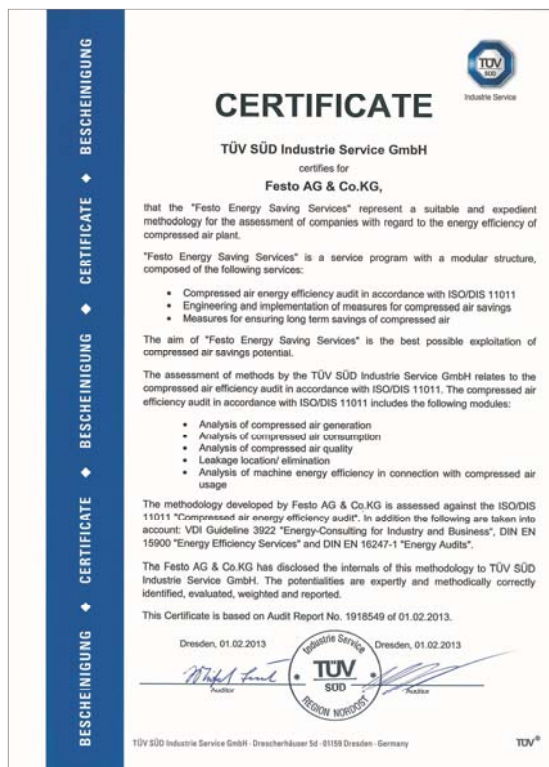 BESCHEINIGUNG ◆ CERTIFICATE ◆ BESCHEINIGUNG ◆ CERTIFICATE ◆ BESCHEINIGUNG
TÜV
SÜD
Industrie Service
CERTIFICATE
TÜV SÜD Industrie Service GmbH
certifies for
Festo AG & Co.KG,
that the "Festo Energy Saving Services" represent a suitable and expedient
methodology for the assessment of companies with regard to the energy efficiency of
compressed air plant.
"Festo Energy Saving Services" is a service program with a modular structure,
composed of the following services:
• Compressed air energy efficiency audit in accordance with ISO/DIS 11011
• Engineering and implementation of measures for compressed air savings
• Measures for ensuring long term savings of compressed air
The aim of "Festo Energy Saving Services" is the best possible exploitation of
compressed air savings potential.
The assessment of methods by the TÜV SÜD Industrie Service GmbH relates to the
compressed air efficiency audit in accordance with ISO/DIS 11011. The compressed air
efficiency audit in accordance with ISO/DIS 11011 includes the following modules:
• Analysis of compressed air generation
• Analysis of compressed air consumption
• Analysis of compressed air quality
• Leakage location/ elimination
• Analysis of machine energy efficiency in connection with compressed air
usage
The methodology developed by Festo AG & Co.KG is assessed against the ISO/DIS
11011 "Compressed air energy efficiency audit". In addition the following are taken into
account: VDI Guideline 3922 "Energy-Consulting for Industry and Business", DIN EN
15900 "Energy Efficiency Services" and DIN EN 16247-1 "Energy Audits".
The Festo AG & Co.KG has disclosed the internals of this methodology to TÜV SÜD
Industrie Service GmbH. The potentialities are expertly and methodically correctly
identified, evaluated, weighted and reported.
This Certificate is based on Audit Report No. 1918549 of 01.02.2013.
Dresden, 01.02.2013
Dresden, 01.02.2013
Industrie Service
TÜV
SÜD
REGION NORDOST
Auditor
Auditor
TÜV SÜD Industrie Service GmbH · Drescherhäuser 5d · 01159 Dresden · Germany
TÜV®